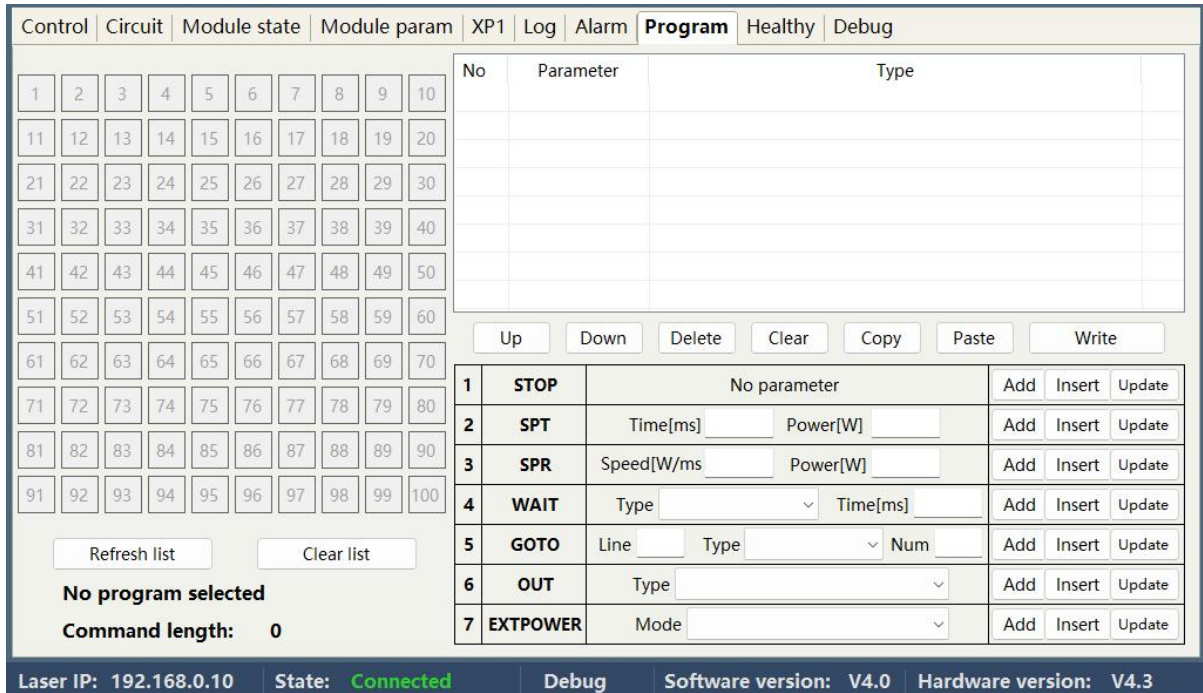 Control Circuit Module state Module param XP1 Log Alarm Program Healthy Debug
1 2 3 4 5 6 7 8 9 10
11 12 13 14 15 16 17 18 19 20
21 22 23 24 25 26 27 28 29 30
31 32 33 34 35 36 37 38 39 40
41 42 43 44 45 46 47 48 49 50
51 52 53 54 55 56 57 58 59 60
61 62 63 64 65 66 67 68 69 70
71 72 73 74 75 76 77 78 79 80
81 82 83 84 85 86 87 88 89 90
91 92 93 94 95 96 97 98 99 100
Refresh list Clear list
No program selected
Command length: 0
No Parameter Type
Up Down Delete Clear Copy Paste Write
1 STOP No parameter Add Insert Update
2 SPT Time[ms] Power[W] Add Insert Update
3 SPR Speed[W/ms Power[W] Add Insert Update
4 WAIT Type Time[ms] Add Insert Update
5 GOTO Line Type Num Add Insert Update
6 OUT Type Add Insert Update
7 EXTPOWER Mode Add Insert Update
Laser IP: 192.168.0.10 State: Connected Debug Software version: V4.0 Hardware version: V4.3